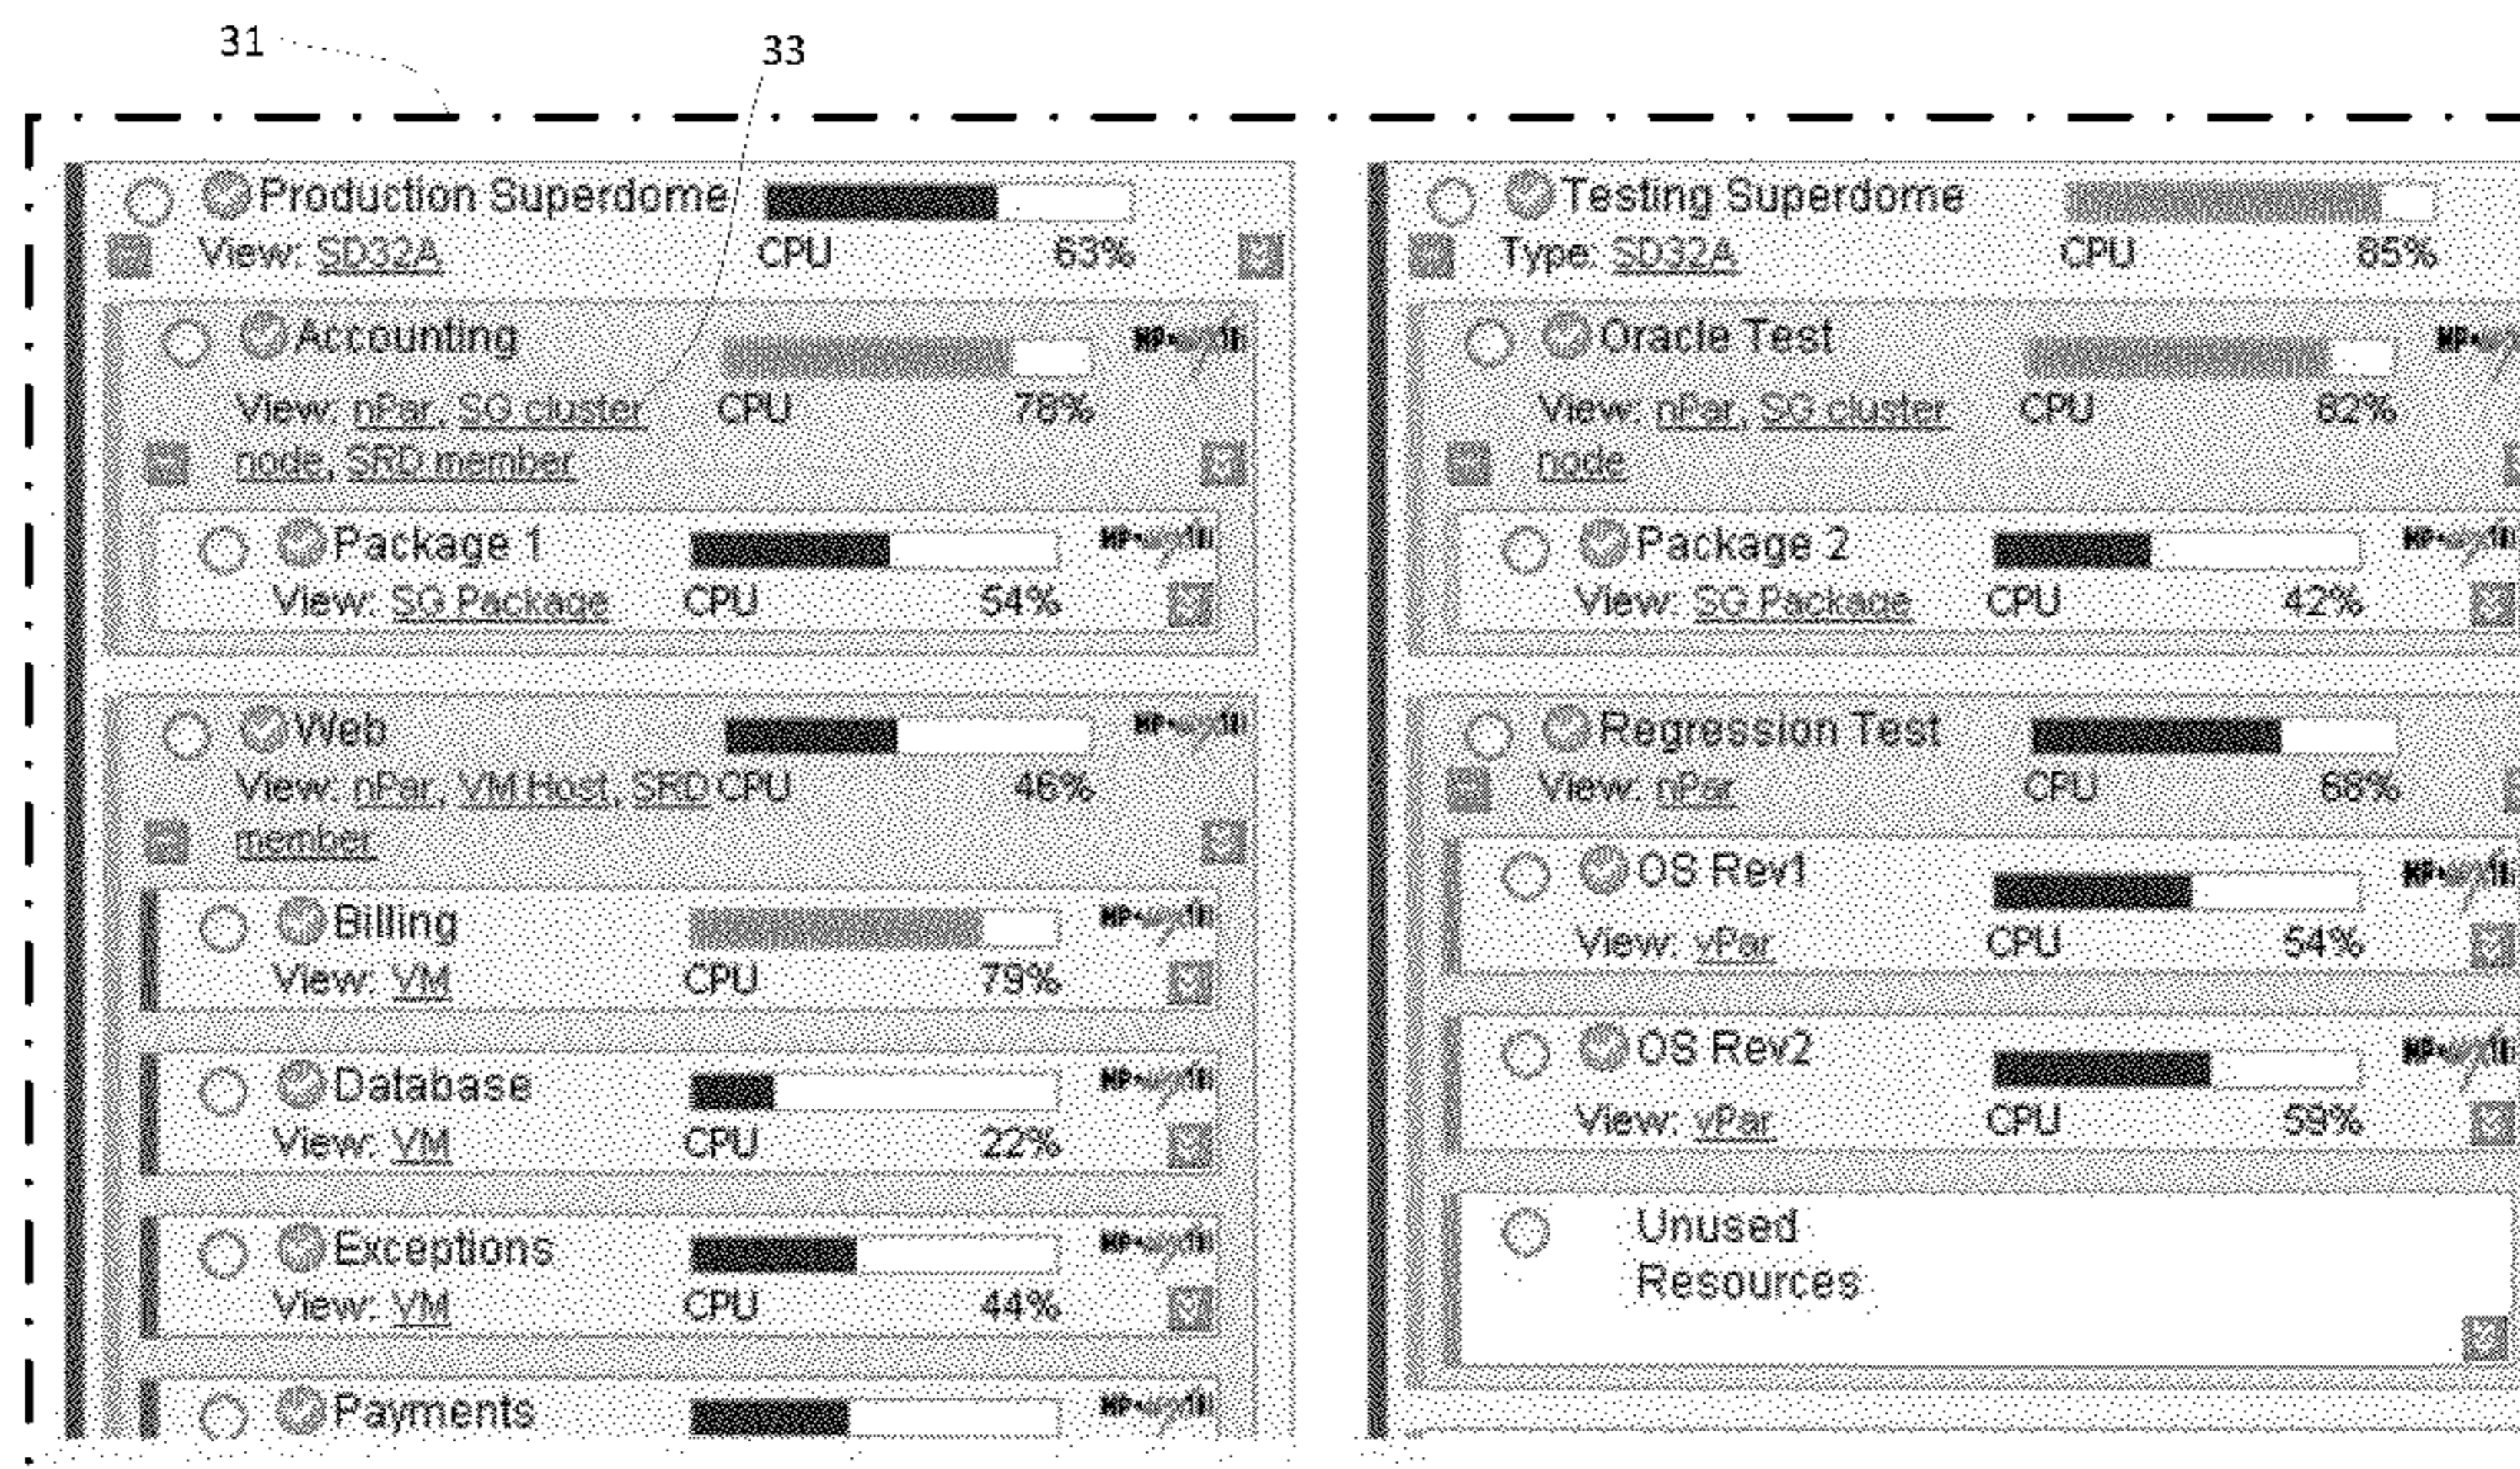 31
33
Production Superdome
View: SD32A
CPU 63%
Accounting
View: nPar, SG cluster
node, SRD member
CPU 78%
Package 1
View: SG Package
CPU 54%
Web
View: nPar, VM Host, SRD
member
CPU 46%
Billing
View: VM
CPU 79%
Database
View: VM
CPU 22%
Exceptions
View: VM
CPU 44%
Payments
Testing Superdome
Type: SD32A
CPU 85%
Oracle Test
View: nPar, SG cluster
node
CPU 82%
Package 2
View: SG Package
CPU 42%
Regression Test
View: nPar
CPU 68%
OS Rev1
View: vPar
CPU 54%
OS Rev2
View: vPar
CPU 59%
Unused
Resources